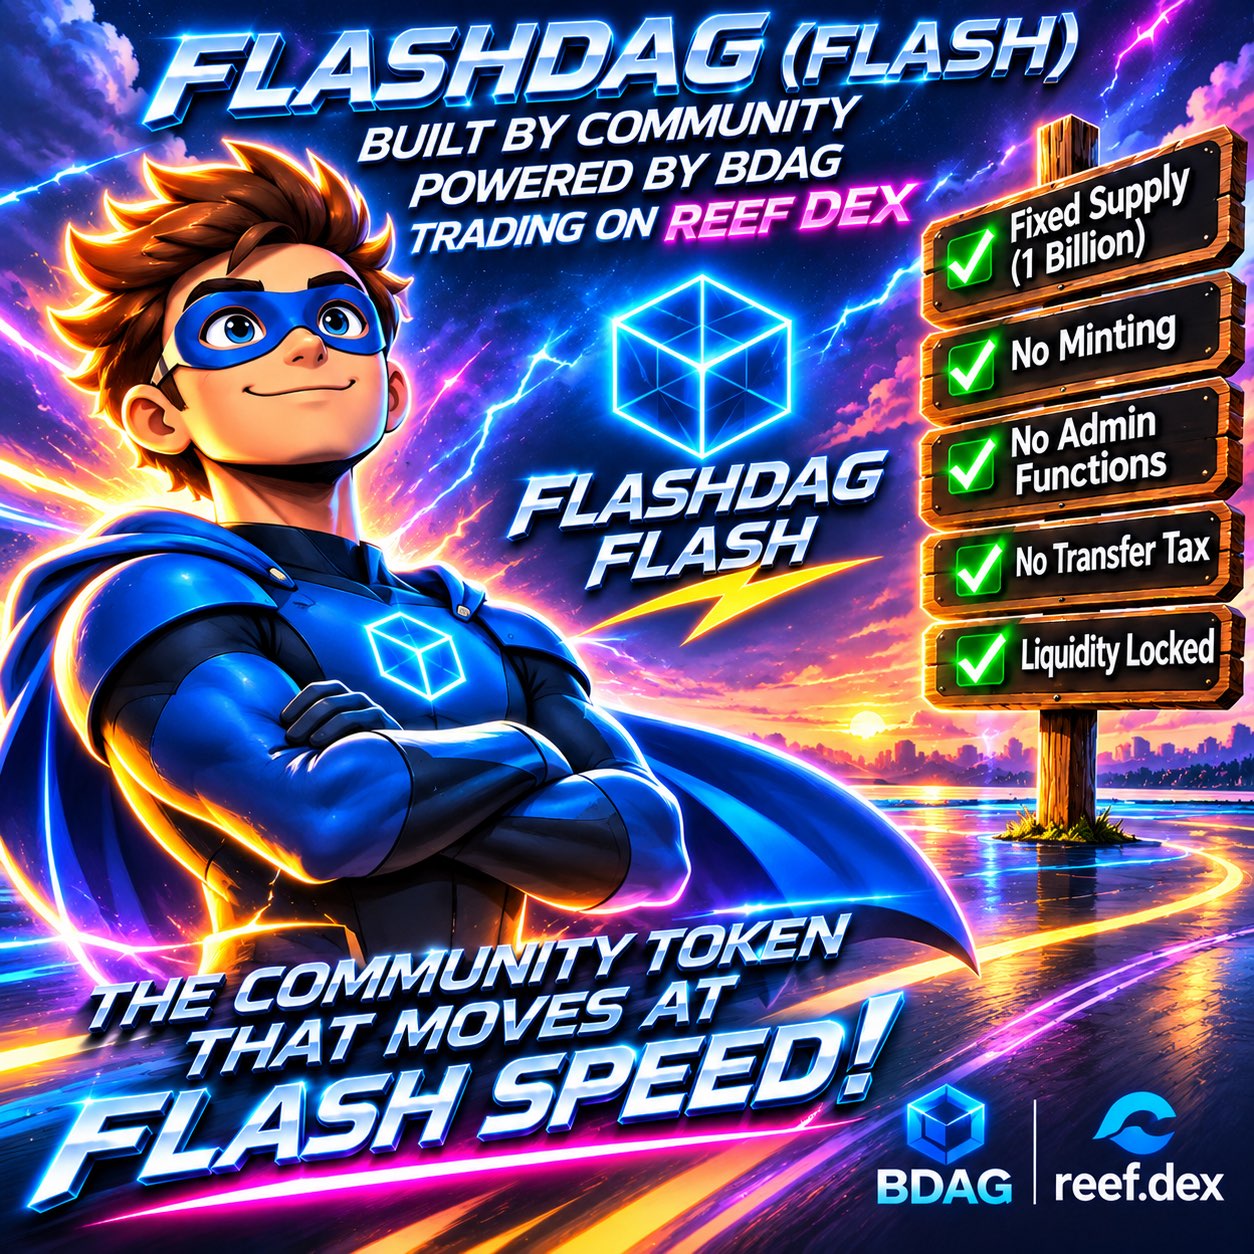 FLASHDAG (FLASH)
BUILT BY COMMUNITY
POWERED BY BDAG
TRADING ON REEF DEX
Fixed Supply
(1 Billion)
No Minting
No Admin
Functions
No Transfer Tax
Liquidity Locked
FLASHDAG
FLASH
THE COMMUNITY TOKEN
THAT MOVES AT
FLASH SPEED!
BDAG
reef.dex